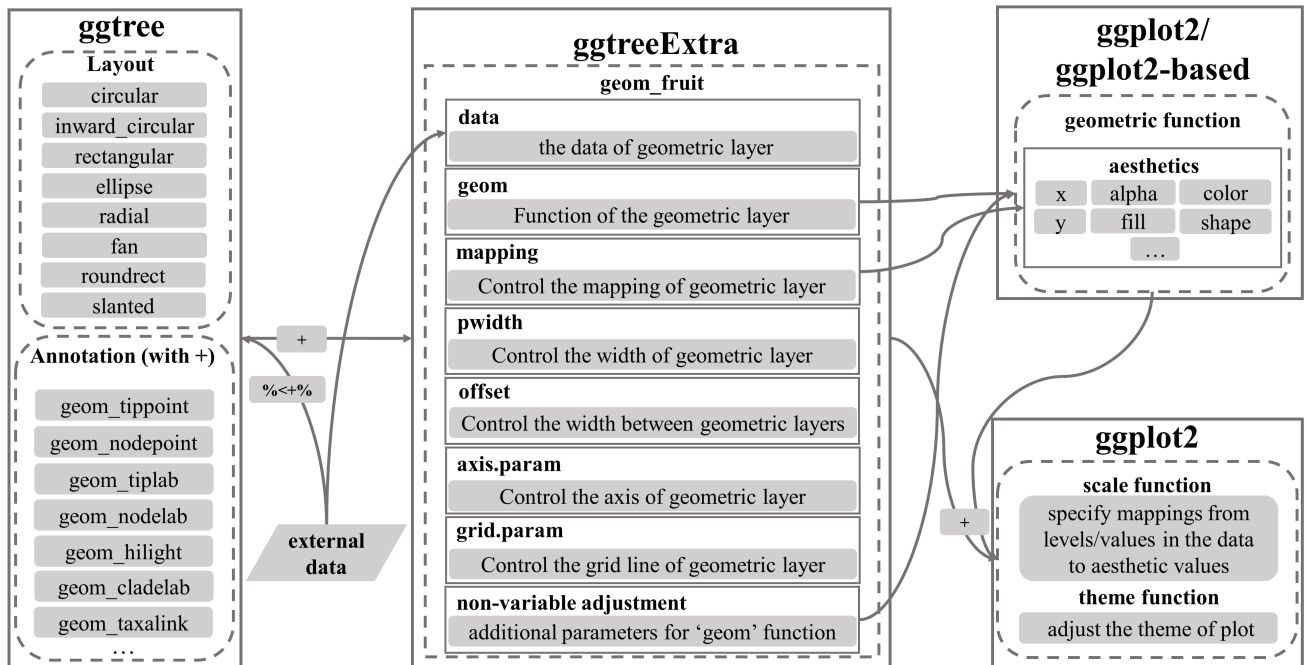 ggtree
Layout
circular
inward_circular
rectangular
ellipse
radial
fan
roundrect
slanted
Annotation (with +)
geom_tippoint
geom_nodepoint
geom_tiplab
geom_nodelab
geom_hilight
geom_cladelab
geom_taxalink
…
+
%<+%
external
data
ggtreeExtra
geom_fruit
data
the data of geometric layer
geom
Function of the geometric layer
mapping
Control the mapping of geometric layer
pwidth
Control the width of geometric layer
offset
Control the width between geometric layers
axis.param
Control the axis of geometric layer
grid.param
Control the grid line of geometric layer
non-variable adjustment
additional parameters for ‘geom’ function
+
ggplot2/
ggplot2-based
geometric function
aesthetics
x alpha color
y fill shape
…
ggplot2
scale function
specify mappings from
levels/values in the data
to aesthetic values
theme function
adjust the theme of plot